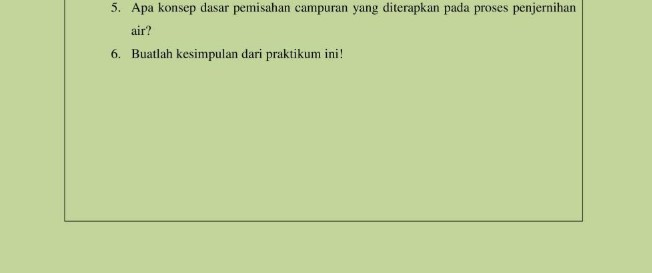 5. Apa konsep dasar pemisahan campuran yang diterapkan pada proses penjernihan
air?
6. Buatlah kesimpulan dari praktikum ini!